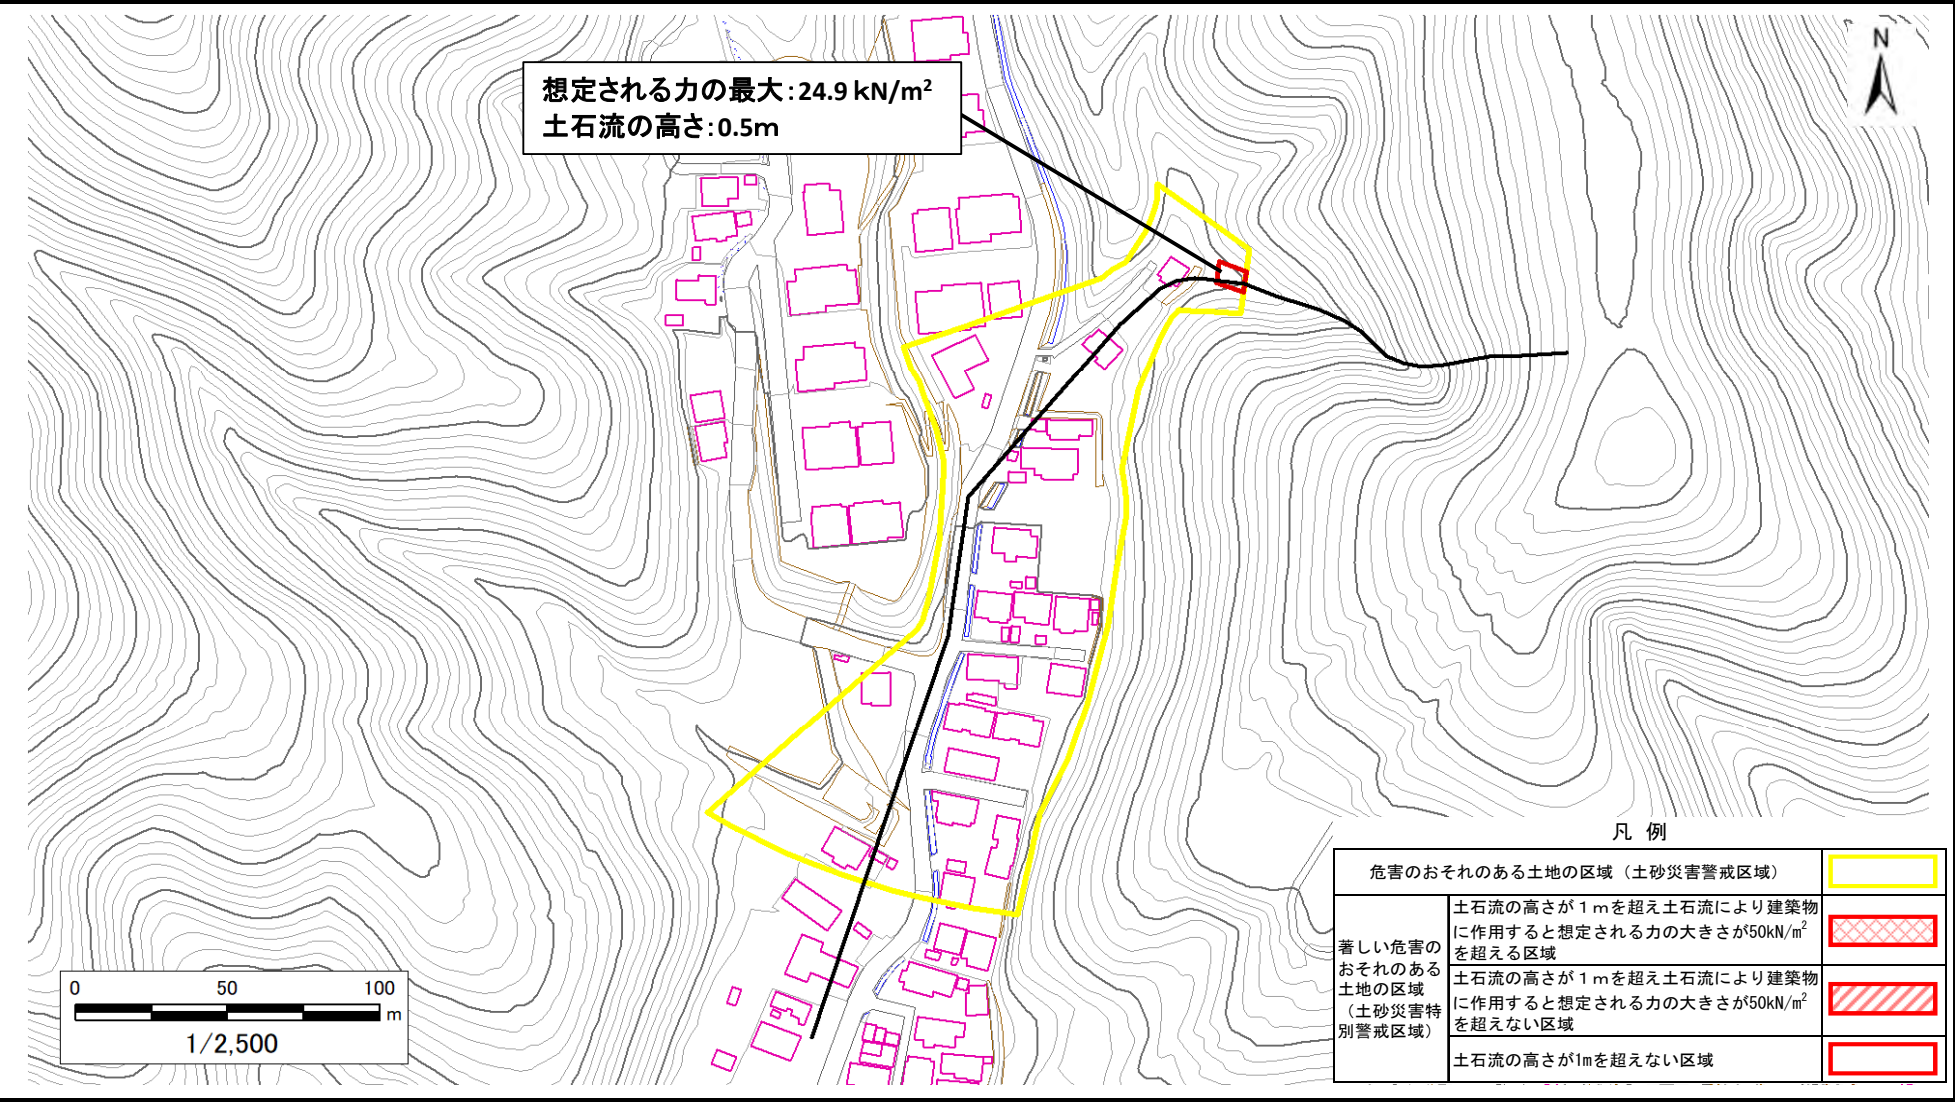 N
想定される力の最大：24.9 kN/m²
土石流の高さ：0.5m
凡 例
危害のおそれのある土地の区域（土砂災害警戒区域）
著しい危害の
おそれのある
土地の区域
（土砂災害特
別警戒区域）
土石流の高さが１ｍを超え土石流により建築物
に作用すると想定される力の大きさが50kN/㎡
を超える区域
土石流の高さが１ｍを超え土石流により建築物
に作用すると想定される力の大きさが50kN/㎡
を超えない区域
土石流の高さが1mを超えない区域
0 50 100
m
1/2,500